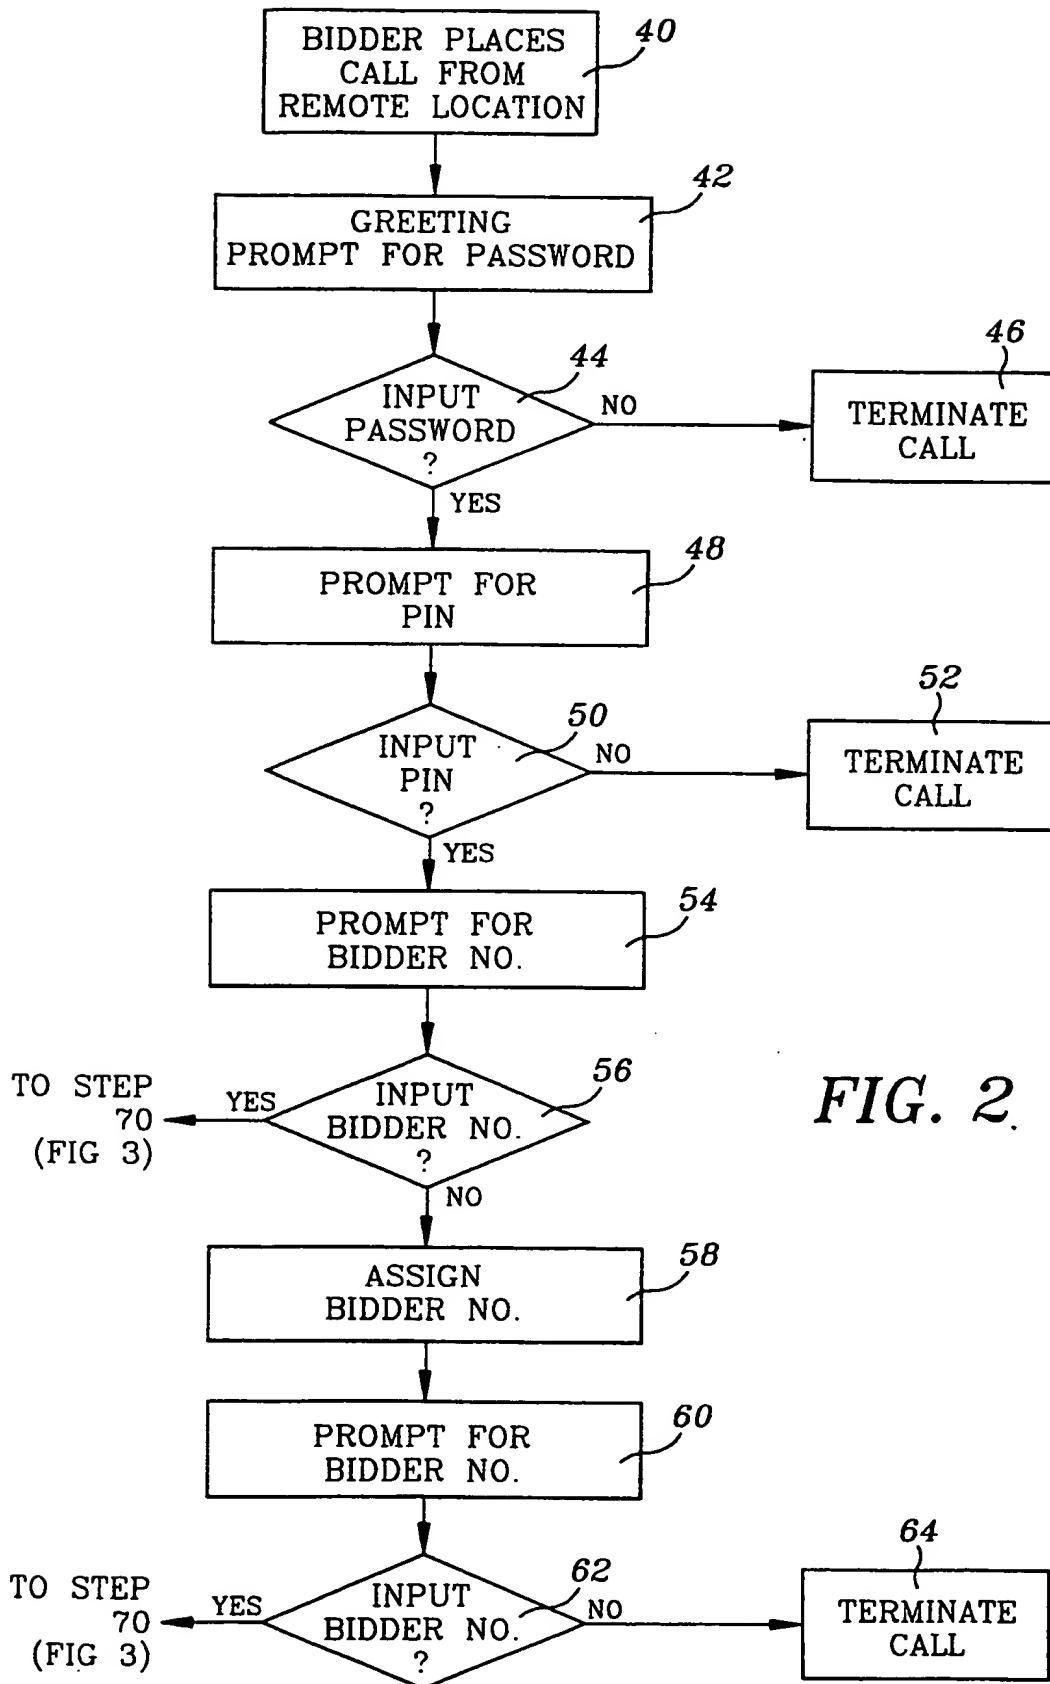 BIDDER PLACES
CALL FROM
REMOTE LOCATION
40
GREETING
PROMPT FOR PASSWORD
42
INPUT
PASSWORD
?
44
NO
46
TERMINATE
CALL
YES
PROMPT FOR
PIN
48
INPUT
PIN
?
50
NO
52
TERMINATE
CALL
YES
PROMPT FOR
BIDDER NO.
54
INPUT
BIDDER NO.
?
56
YES
TO STEP
70
(FIG 3)
FIG. 2.
NO
ASSIGN
BIDDER NO.
58
PROMPT FOR
BIDDER NO.
60
INPUT
BIDDER NO.
?
62
YES
TO STEP
70
(FIG 3)
NO
64
TERMINATE
CALL